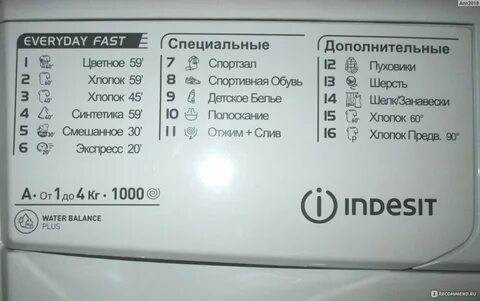 Ann2018
EVERYDAY FAST
1 Цветное 59'
2 Хлопок 59'
3 Хлопок 45'
4 Синтетика 59'
5 Смешанное 30'
6 Экспресс 20'
Специальные
7 Спортзал
8 Спортивная Обувь
9 Детское Белье
10 Полоскание
11 Отжим + Слив
Дополнительные
12 Пуховики
13 Шерсть
14 Шелк/Занавески
15 Хлопок 60°
16 Хлопок Предв. 90°
A • От 1 до 4 Кг • 1000
WATER BALANCE
PLUS
INDESIT
IRECOMMEND.RU